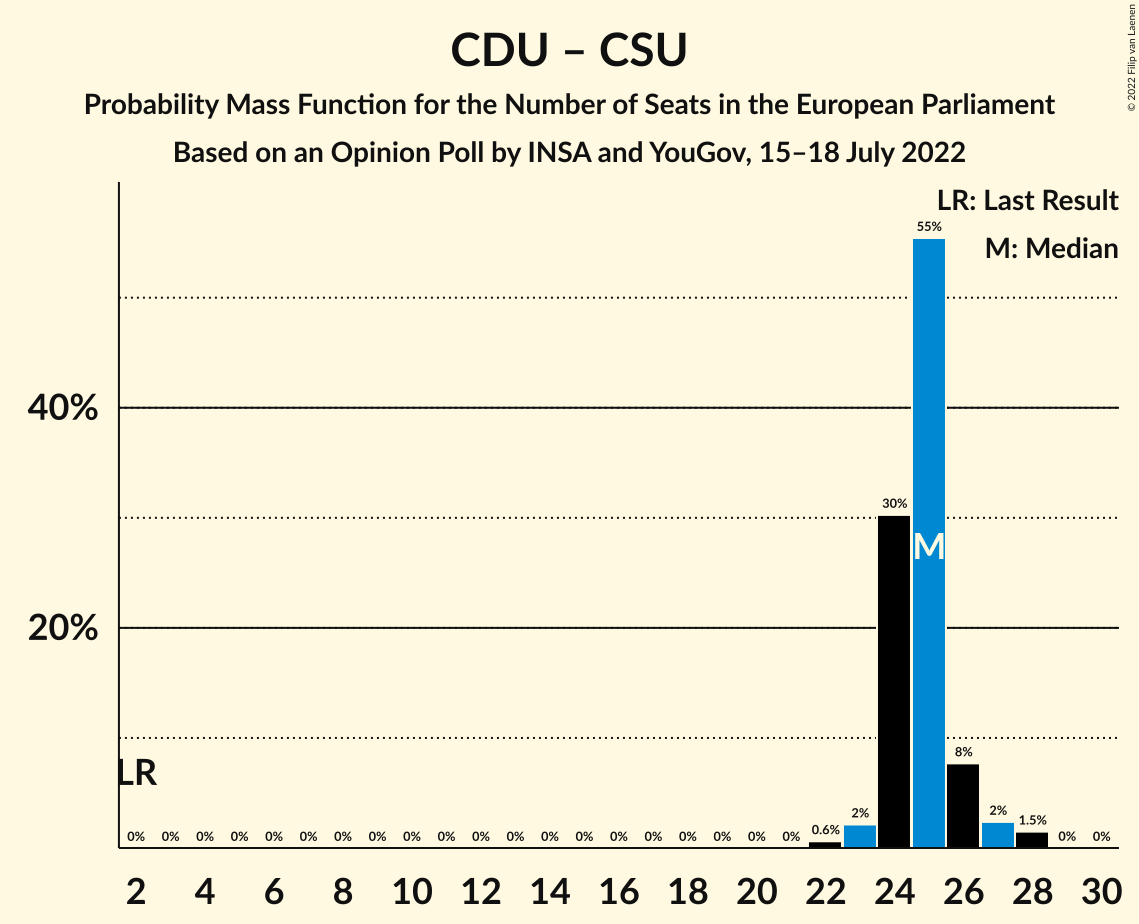 CDU – CSU
Probability Mass Function for the Number of Seats in the European Parliament
Based on an Opinion Poll by INSA and YouGov, 15–18 July 2022
© 2022 Filip van Laenen
LR: Last Result
M: Median
55%
40%
30%
M
20%
LR
8%
0% 0% 0% 0% 0% 0% 0% 0% 0% 0% 0% 0% 0% 0% 0% 0% 0% 0% 0% 0% 0.6% 2% 2% 1.5% 0% 0%
2 4 6 8 10 12 14 16 18 20 22 24 26 28 30